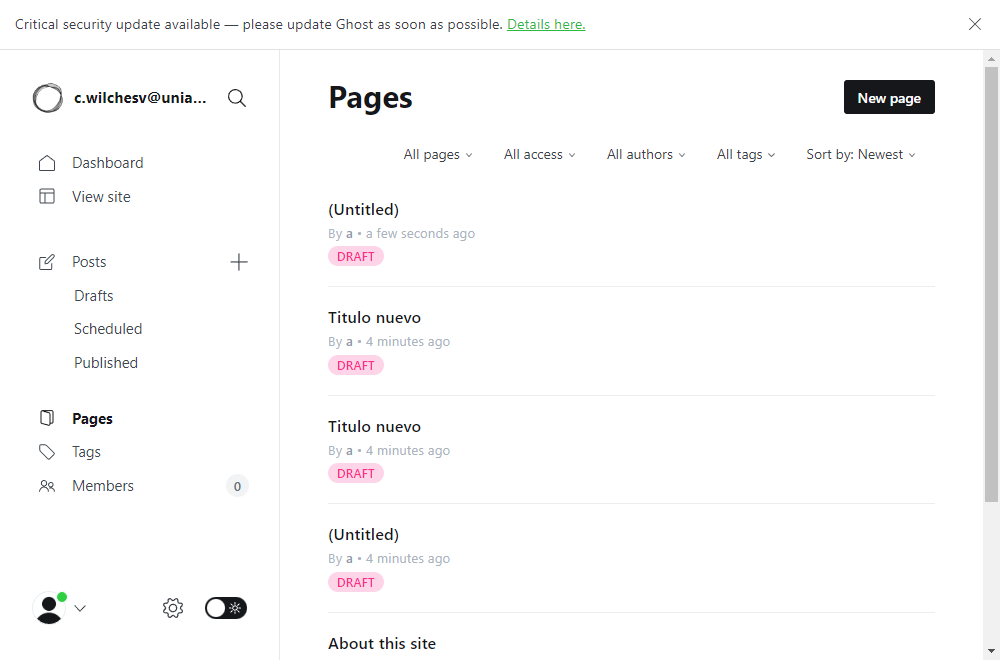 Critical security update available — please update Ghost as soon as possible. Details here.
c.wilchesv@unia...
Dashboard
View site
Posts
Drafts
Scheduled
Published
Pages
Tags
Members
0
Pages
New page
All pages
All access
All authors
All tags
Sort by: Newest
(Untitled)
By a • a few seconds ago
DRAFT
Titulo nuevo
By a • 4 minutes ago
DRAFT
Titulo nuevo
By a • 4 minutes ago
DRAFT
(Untitled)
By a • 4 minutes ago
DRAFT
About this site